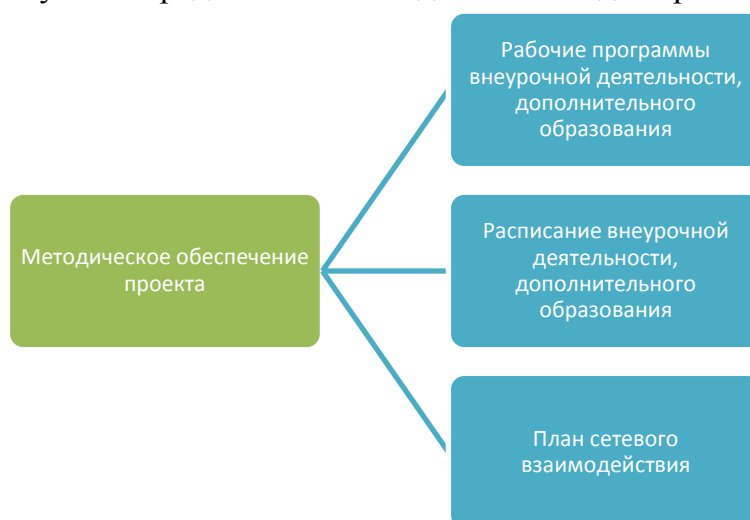 Рабочие программы
внеурочной деятельности,
дополнительного
образования
Методическое обеспечение
проекта
Расписание внеурочной
деятельности,
дополнительного
образования
План сетевого
взаимодействия